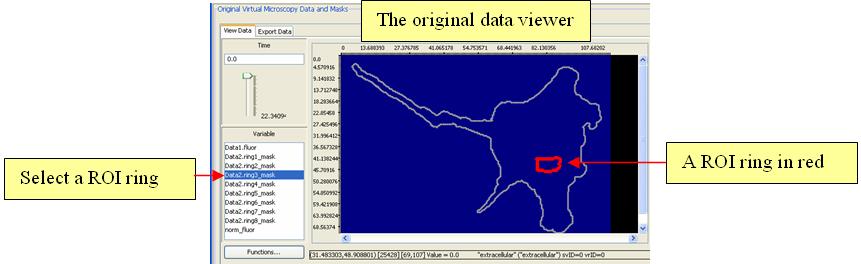 Original Virtual Microscopy Data and Masks
The original data viewer
View Data
Export Data
Time
0.0
22.3409
0 13.688393 27.376785 41.065178 54.753571 68.441963 82.130356 107.68202
0.0
4.570916
9.141832
13.712748
18.283664
22.85458
27.425496
31.996412
36.567328
41.138244
45.70916
50.280076
54.850992
59.421908
63.992824
68.56374
Variable
Data1.fluor
Data2.ring1_mask
Data2.ring2_mask
Data2.ring3_mask
Data2.ring4_mask
Data2.ring5_mask
Data2.ring6_mask
Data2.ring7_mask
Data2.ring8_mask
norm_fluor
Select a ROI ring
A ROI ring in red
Functions...
(31.483303,48.908801) [25428] [69,107] Value = 0.0 "extracellular" ("extracellular") svID=0 vrID=0